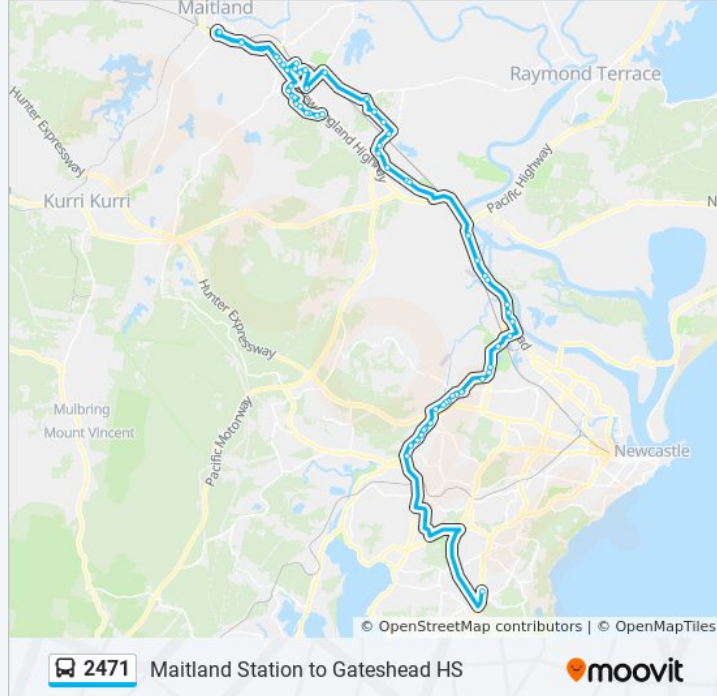 Maitland
Raymond Terrace
Hunter Expressway
New England Highway
Pacific Highway
Kurri Kurri
Hunter Expressway
Mulbring
Mount Vincent
Pacific Motorway
Newcastle
© OpenStreetMap contributors | © OpenMapTiles
2471 Maitland Station to Gateshead HS moovit